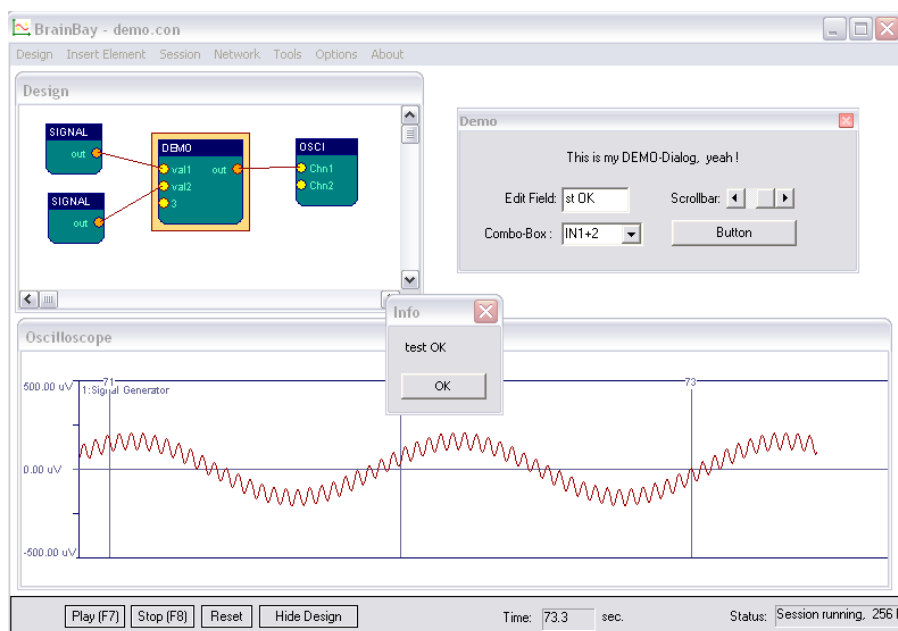 BrainBay - demo.con
Design Insert Element Session Network Tools Options About
Design
SIGNAL
out
SIGNAL
out
DEMO
val1 out
val2
3
OSCI
Chn1
Chn2
Demo
This is my DEMO-Dialog, yeah !
Edit Field: st OK
Scrollbar:
Combo-Box : IN1+2
Button
Info
test OK
OK
Oscilloscope
500.00 uV
71
1:Signal Generator
73
0.00 uV
-500.00 uV
Play (F7) Stop (F8) Reset Hide Design
Time: 73.3 sec.
Status: Session running, 256